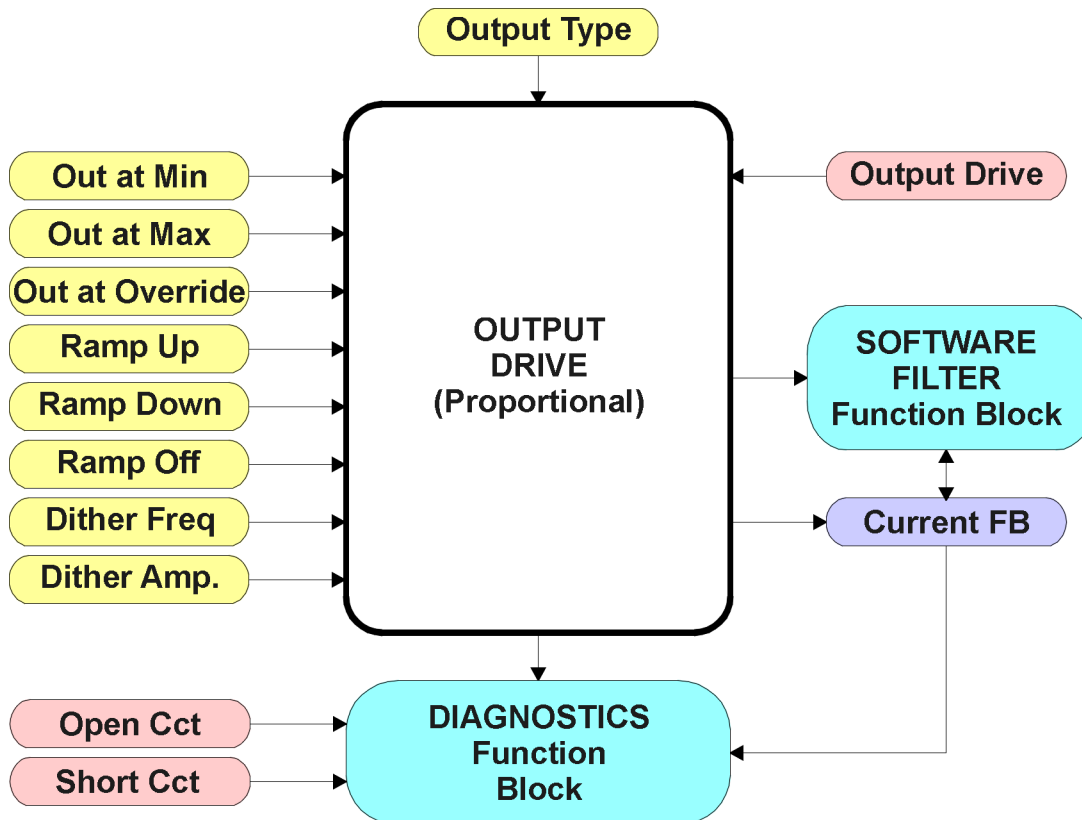 Output Type
Out at Min
Out at Max
Out at Override
Ramp Up
Ramp Down
Ramp Off
Dither Freq
Dither Amp.
OUTPUT
DRIVE
(Proportional)
Output Drive
SOFTWARE
FILTER
Function Block
Current FB
Open Cct
Short Cct
DIAGNOSTICS
Function
Block